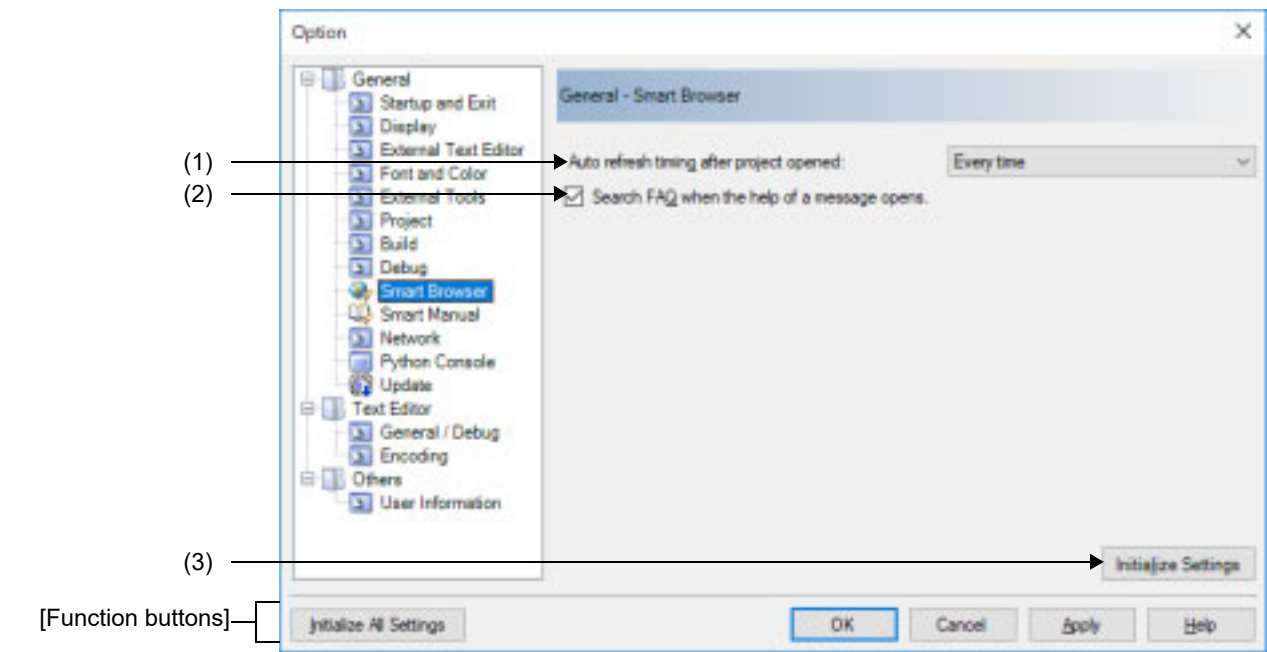 Option
General
Startup and Exit
Display
External Text Editor
Font and Color
External Tools
Project
Build
Debug
Smart Browser
Smart Manual
Network
Python Console
Update
Text Editor
General / Debug
Encoding
Others
User Information
General - Smart Browser
(1)
Auto refresh timing after project opened:
Every time
(2)
Search FAQ when the help of a message opens.
(3)
Initialize Settings
[Function buttons]
Initialize All Settings
OK
Cancel
Apply
Help